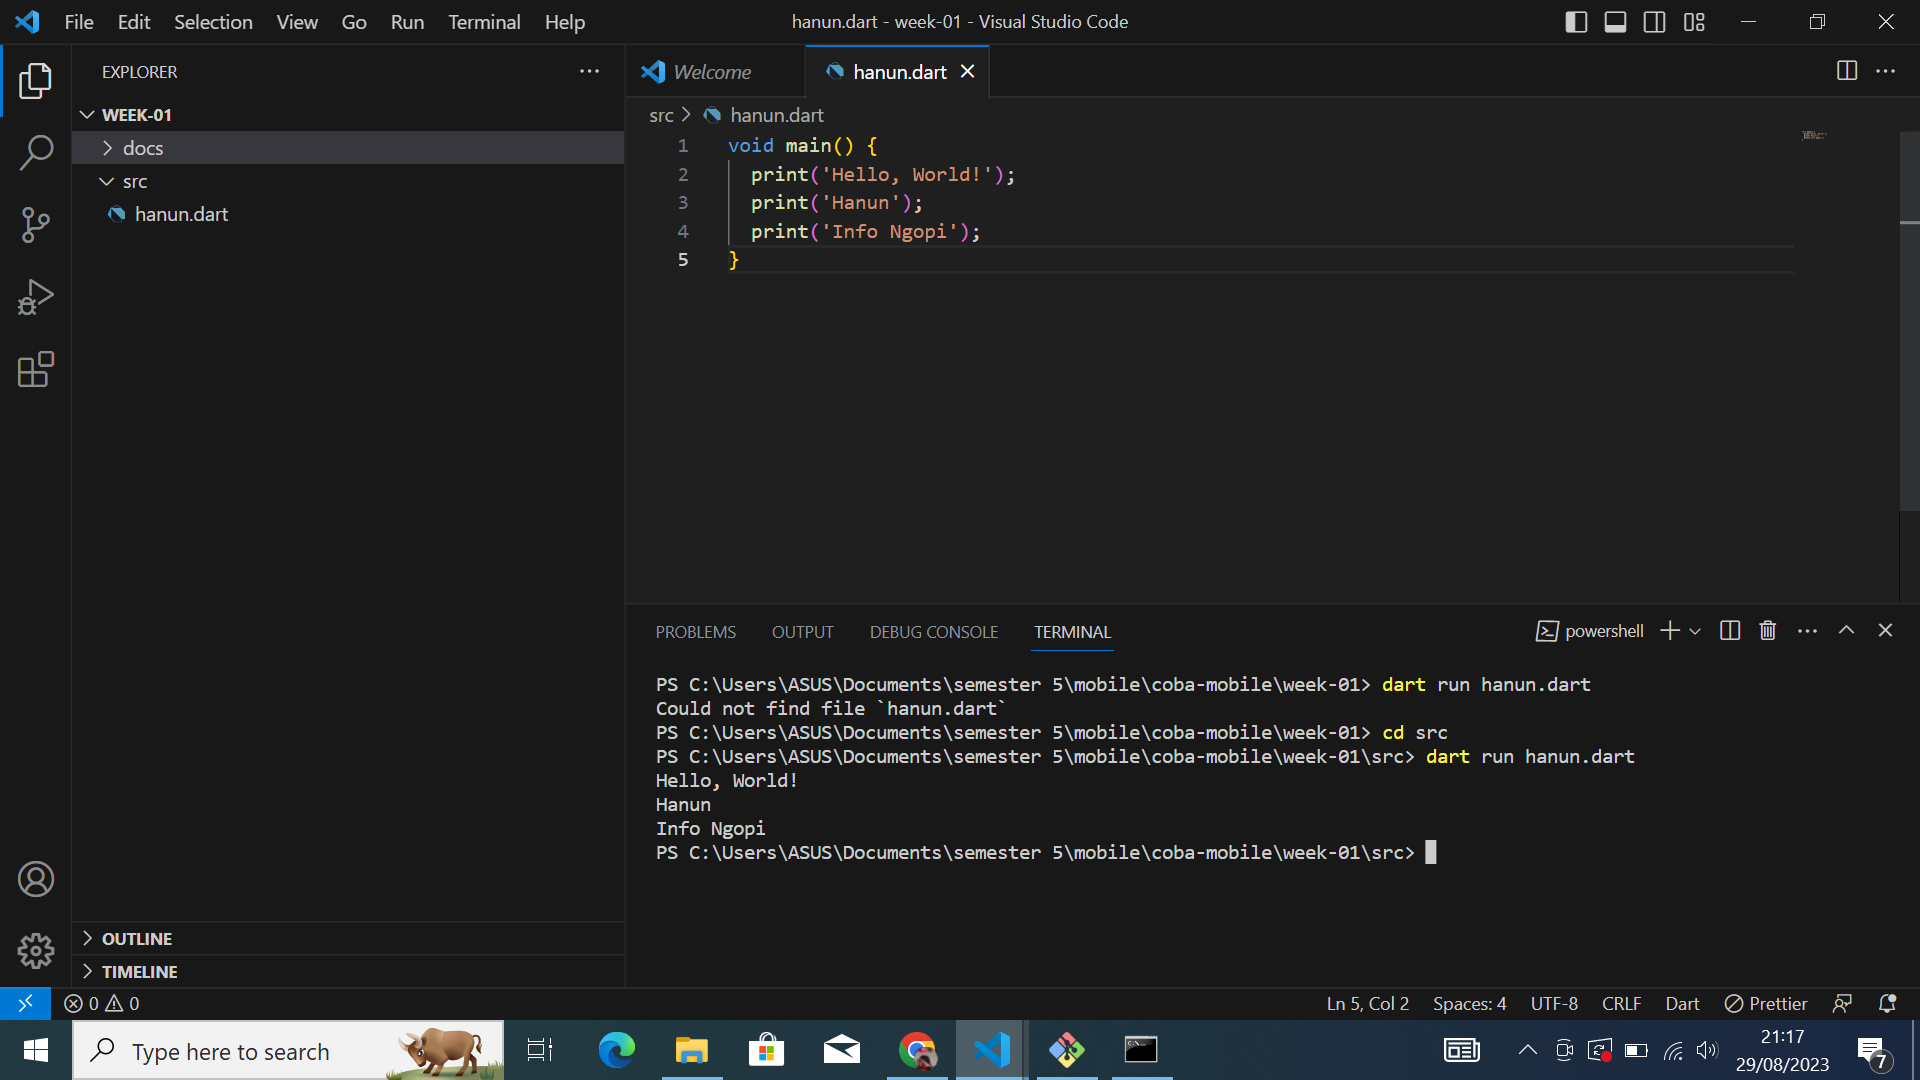 File Edit Selection View Go Run Terminal Help
hanun.dart - week-01 - Visual Studio Code
EXPLORER
WEEK-01
docs
src
hanun.dart
OUTLINE
TIMELINE
Welcome
hanun.dart
src > hanun.dart
1 void main() {
2 print('Hello, World!');
3 print('Hanun');
4 print('Info Ngopi');
5 }
PROBLEMS OUTPUT DEBUG CONSOLE TERMINAL
powershell
PS C:\Users\ASUS\Documents\semester 5\mobile\coba-mobile\week-01> dart run hanun.dart
Could not find file `hanun.dart`
PS C:\Users\ASUS\Documents\semester 5\mobile\coba-mobile\week-01> cd src
PS C:\Users\ASUS\Documents\semester 5\mobile\coba-mobile\week-01\src> dart run hanun.dart
Hello, World!
Hanun
Info Ngopi
PS C:\Users\ASUS\Documents\semester 5\mobile\coba-mobile\week-01\src>
0 0
Ln 5, Col 2 Spaces: 4 UTF-8 CRLF Dart Prettier
Type here to search
21:17
29/08/2023
7